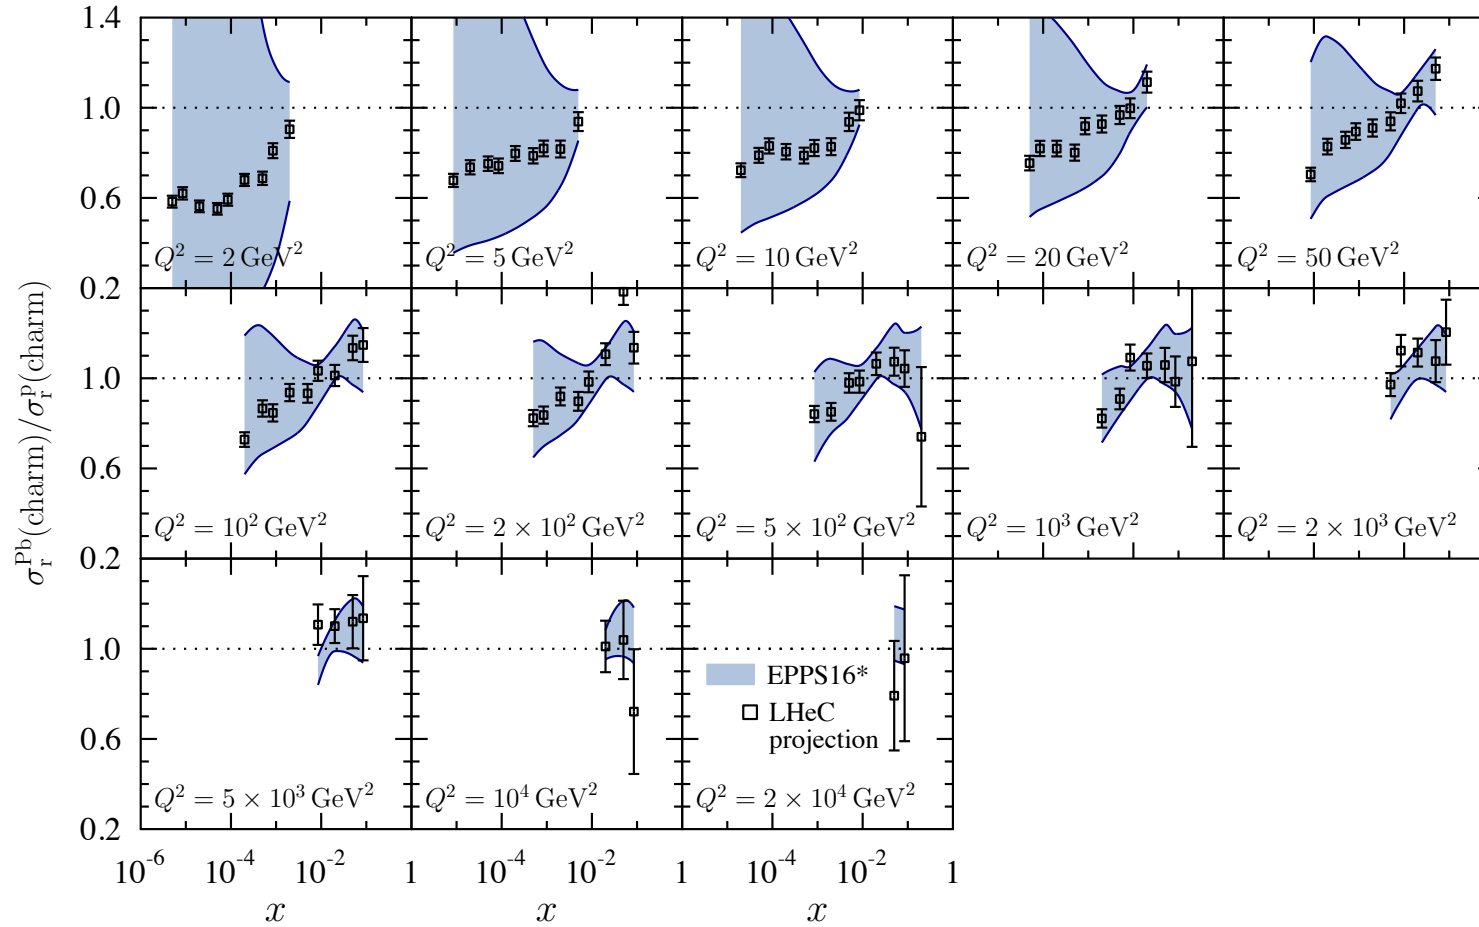 1.4
1.0
0.6
Q² = 2 GeV² Q² = 5 GeV² Q² = 10 GeV² Q² = 20 GeV² Q² = 50 GeV²
0.2
1.0
0.6
Q² = 10² GeV² Q² = 2 × 10² GeV² Q² = 5 × 10² GeV² Q² = 10³ GeV² Q² = 2 × 10³ GeV²
0.2
σ_r^Pb(charm)/σ_r^p(charm)
1.0
EPPS16*
LHeC
projection
0.6
Q² = 5 × 10³ GeV² Q² = 10⁴ GeV² Q² = 2 × 10⁴ GeV²
0.2
10⁻⁶ 10⁻⁴ 10⁻² 1 10⁻⁴ 10⁻² 1 10⁻⁴ 10⁻² 1
x x x